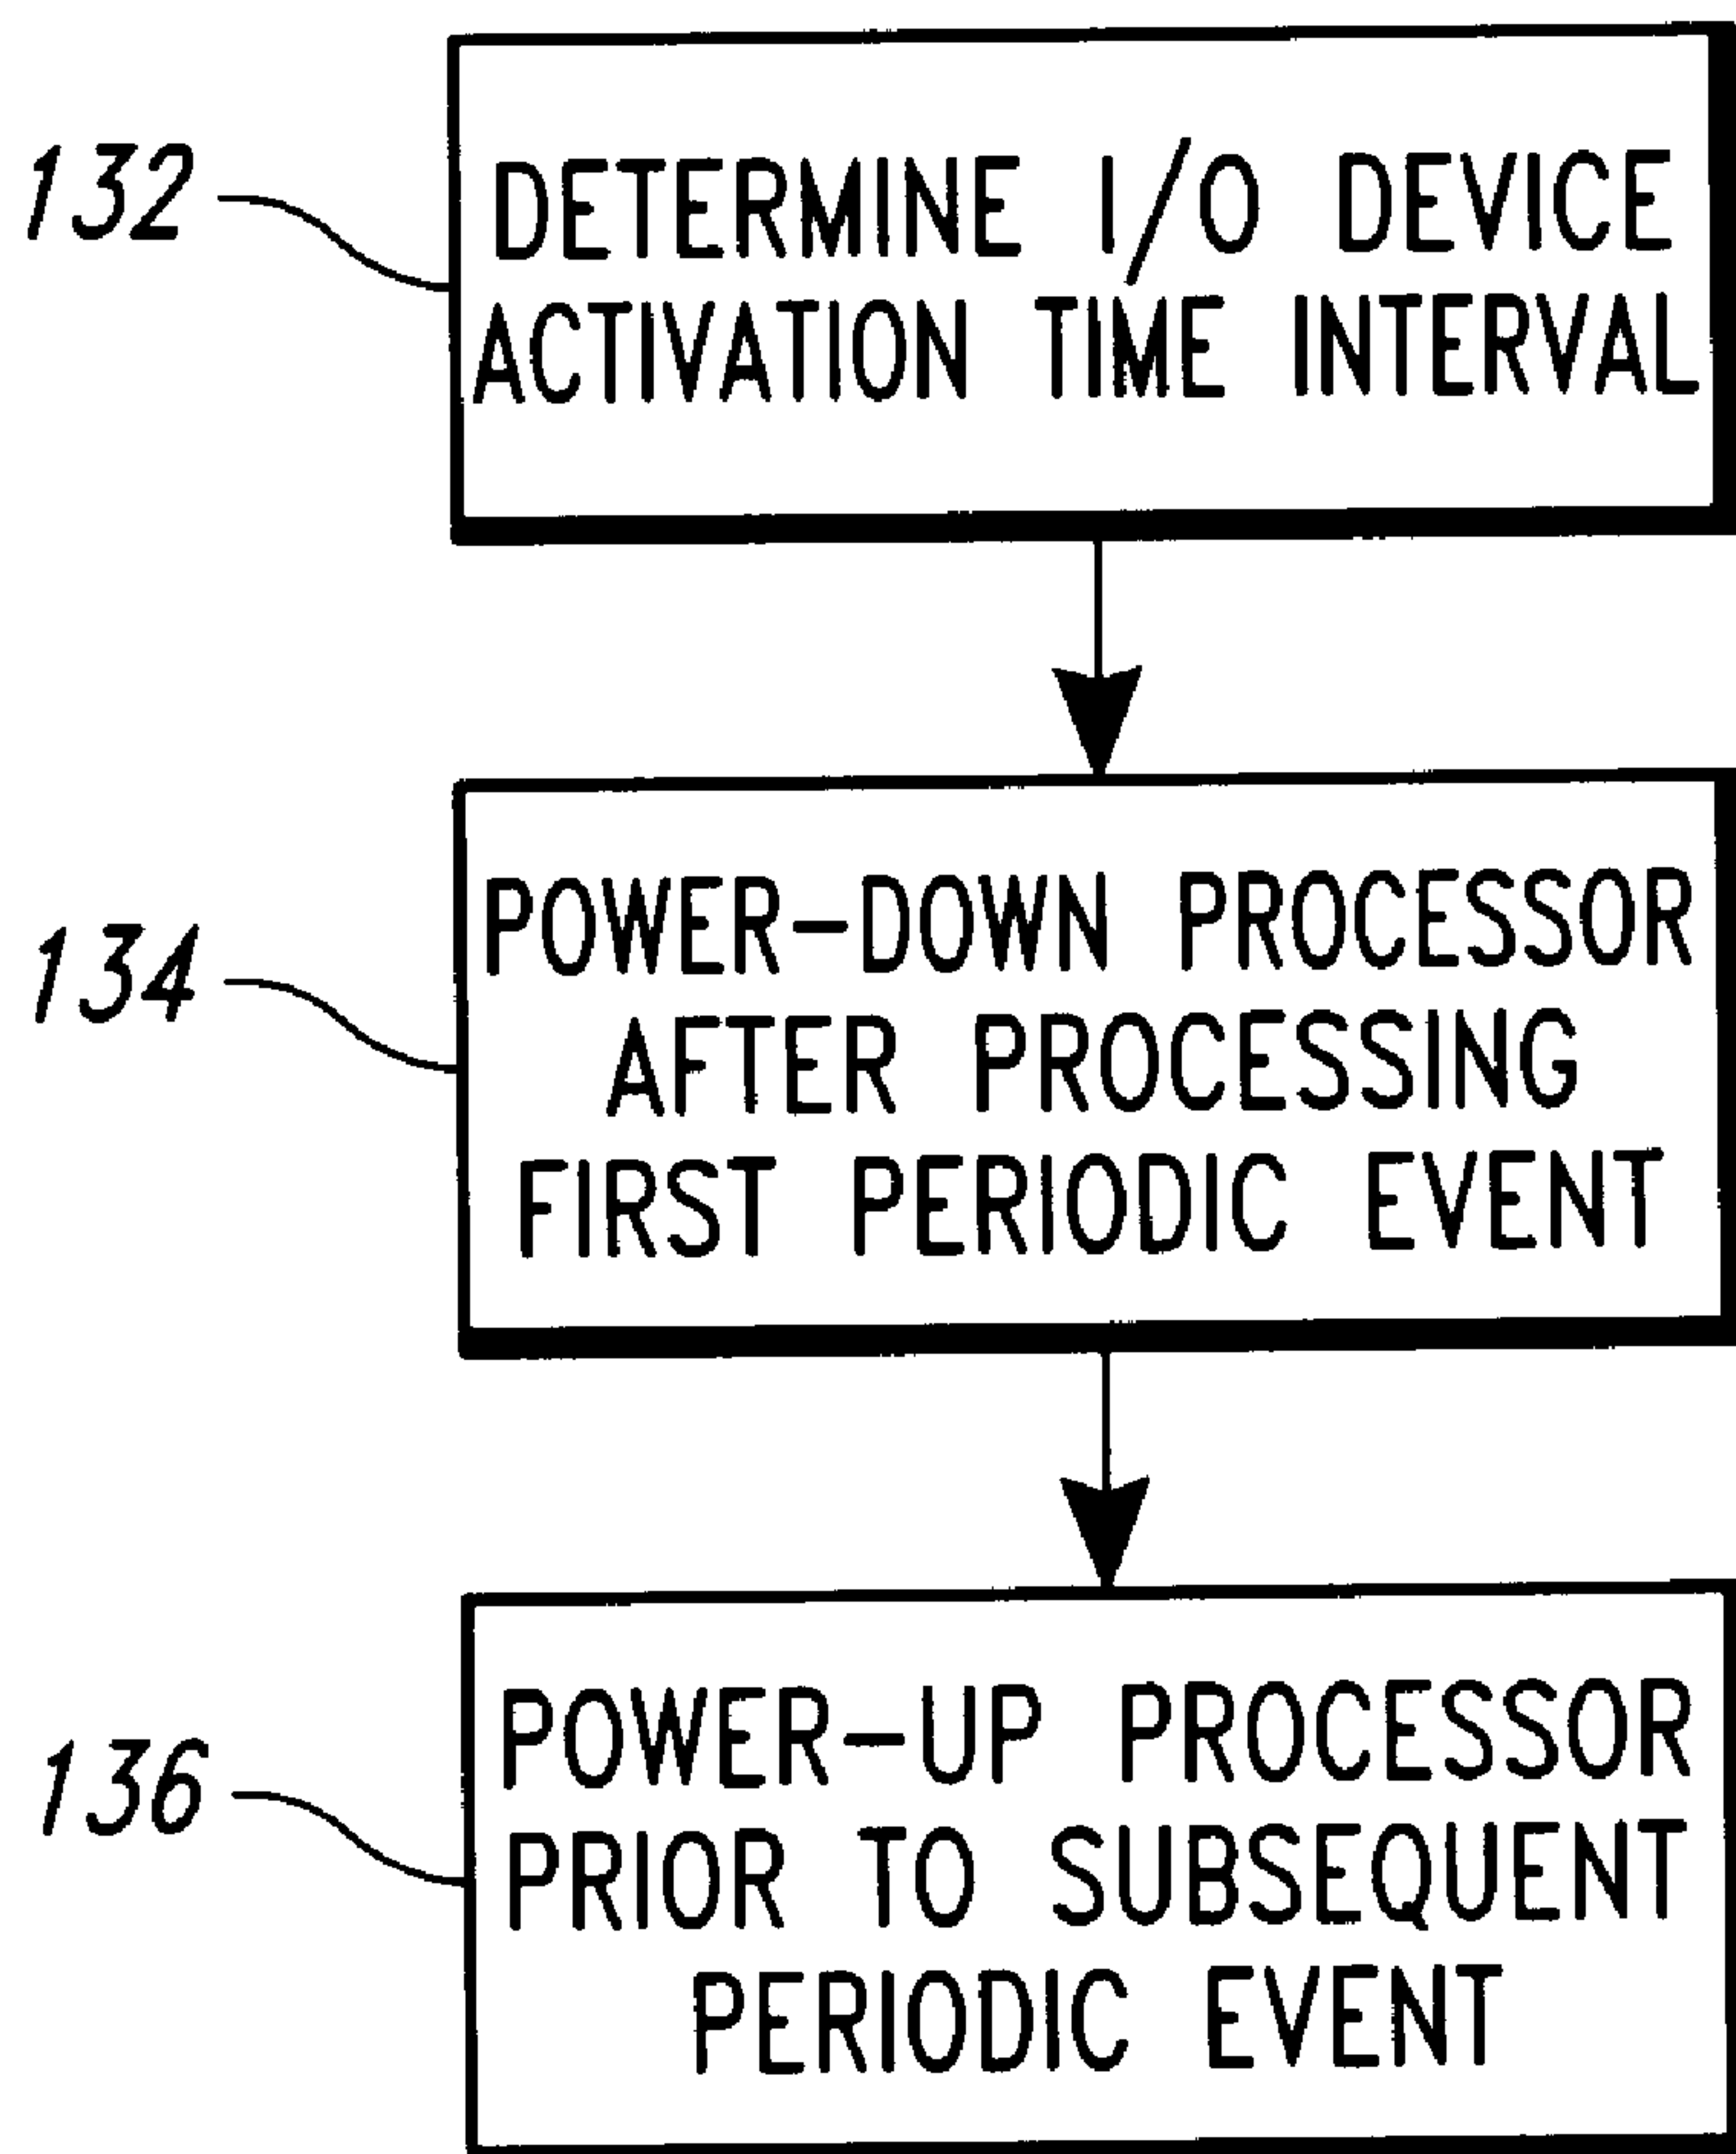 132
DETERMINE I/O DEVICE
ACTIVATION TIME INTERVAL
134
POWER-DOWN PROCESSOR
AFTER PROCESSING
FIRST PERIODIC EVENT
136
POWER-UP PROCESSOR
PRIOR TO SUBSEQUENT
PERIODIC EVENT